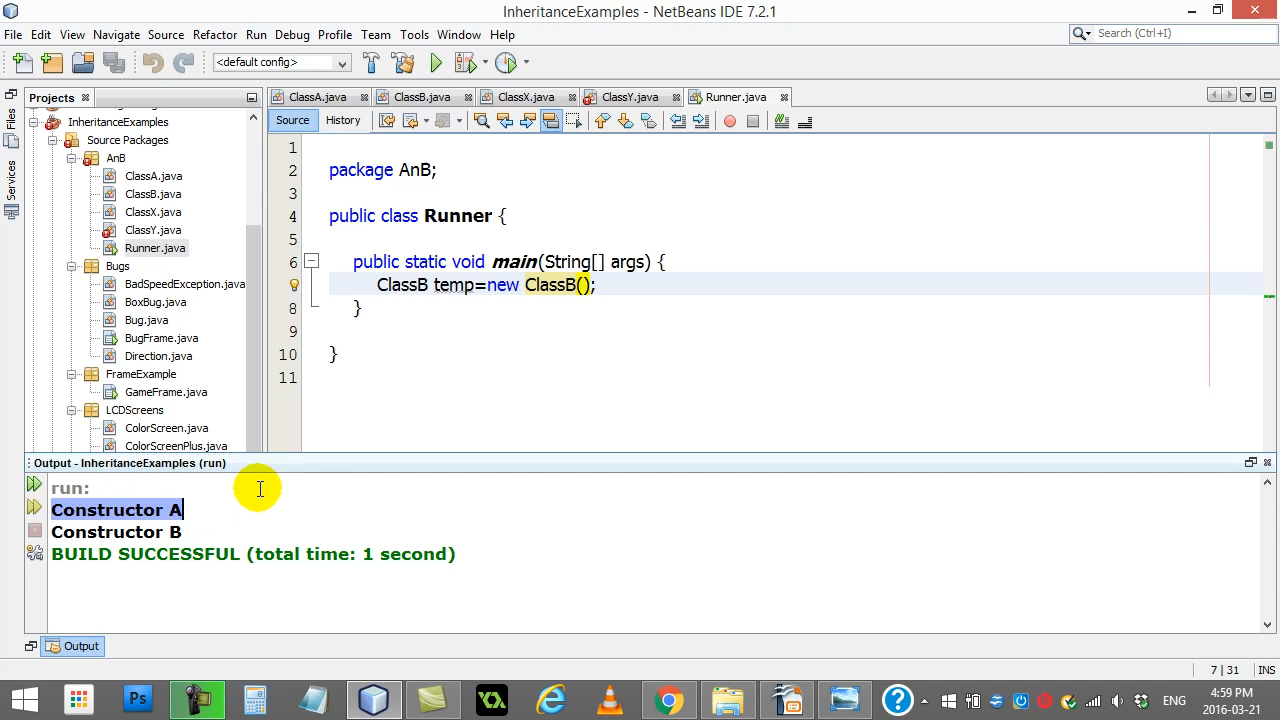 InheritanceExamples - NetBeans IDE 7.2.1
File Edit View Navigate Source Refactor Run Debug Profile Team Tools Window Help
Search (Ctrl+I)
<default config>
Projects
ClassA.java
ClassB.java
ClassX.java
ClassY.java
Runner.java
Files
Services
InheritanceExamples
Source Packages
AnB
ClassA.java
ClassB.java
ClassX.java
ClassY.java
Runner.java
Bugs
BadSpeedException.java
BoxBug.java
Bug.java
BugFrame.java
Direction.java
FrameExample
GameFrame.java
LCDScreens
ColorScreen.java
ColorScreenPlus.java
Source History
1
2 package AnB;
3
4 public class Runner {
5
6 public static void main(String[] args) {
ClassB temp=new ClassB();
8 }
9
10 }
11
Output - InheritanceExamples (run)
run:
Constructor A
Constructor B
BUILD SUCCESSFUL (total time: 1 second)
Output
7 | 31 INS
Ps
ENG
4:59 PM
2016-03-21